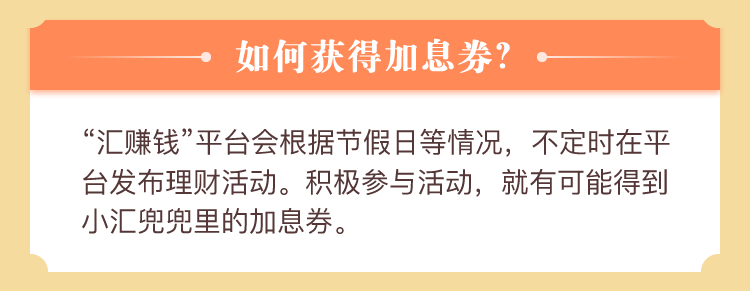 如何获得加息券?
“汇赚钱”平台会根据节假日等情况，不定时在平
台发布理财活动。积极参与活动，就有可能得到
小汇兜兜里的加息券。